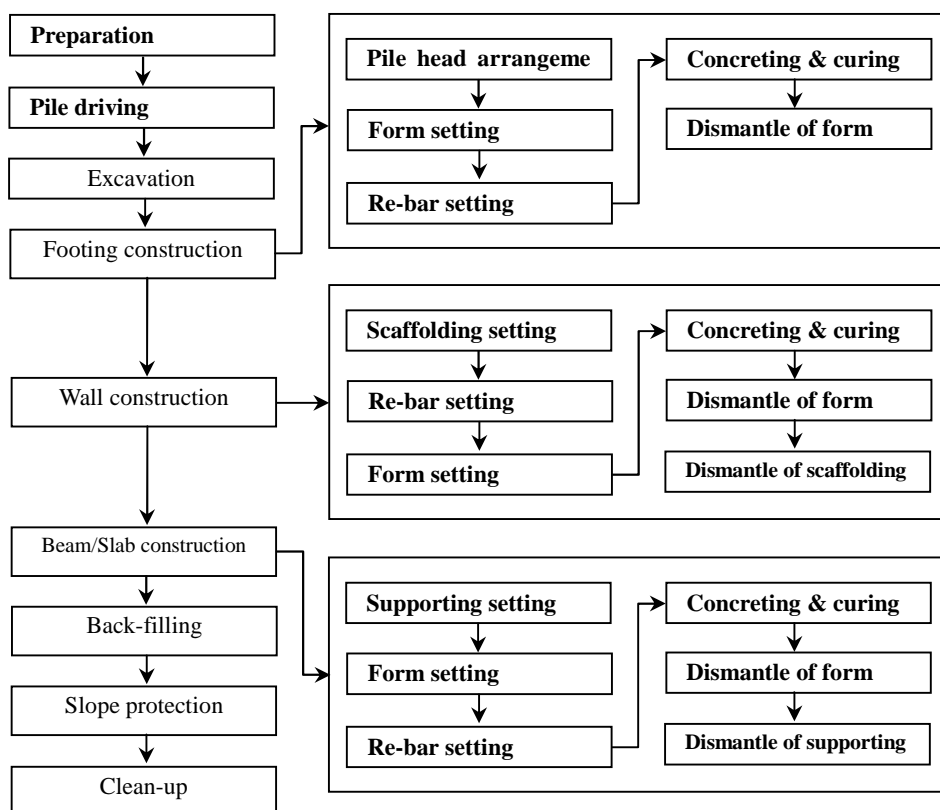 Preparation
Pile driving
Excavation
Footing construction
Wall construction
Beam/Slab construction
Back-filling
Slope protection
Clean-up
Pile head arrangeme
Form setting
Re-bar setting
Concreting & curing
Dismantle of form
Scaffolding setting
Re-bar setting
Form setting
Concreting & curing
Dismantle of form
Dismantle of scaffolding
Supporting setting
Form setting
Re-bar setting
Concreting & curing
Dismantle of form
Dismantle of supporting